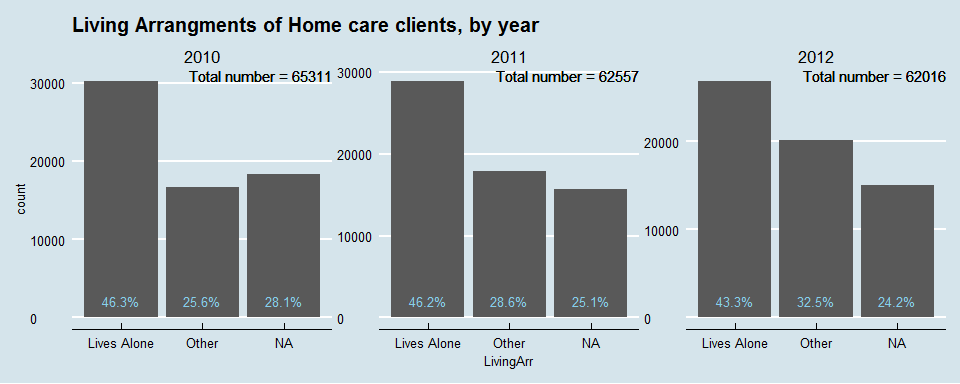 Living Arrangments of Home care clients, by year
2010
Total number = 65311
count
30000
20000
10000
0
46.3%
25.6%
28.1%
Lives Alone
Other
NA
2011
Total number = 62557
30000
20000
10000
0
46.2%
28.6%
25.1%
Lives Alone
Other
NA
2012
Total number = 62016
20000
10000
0
43.3%
32.5%
24.2%
Lives Alone
Other
NA
LivingArr